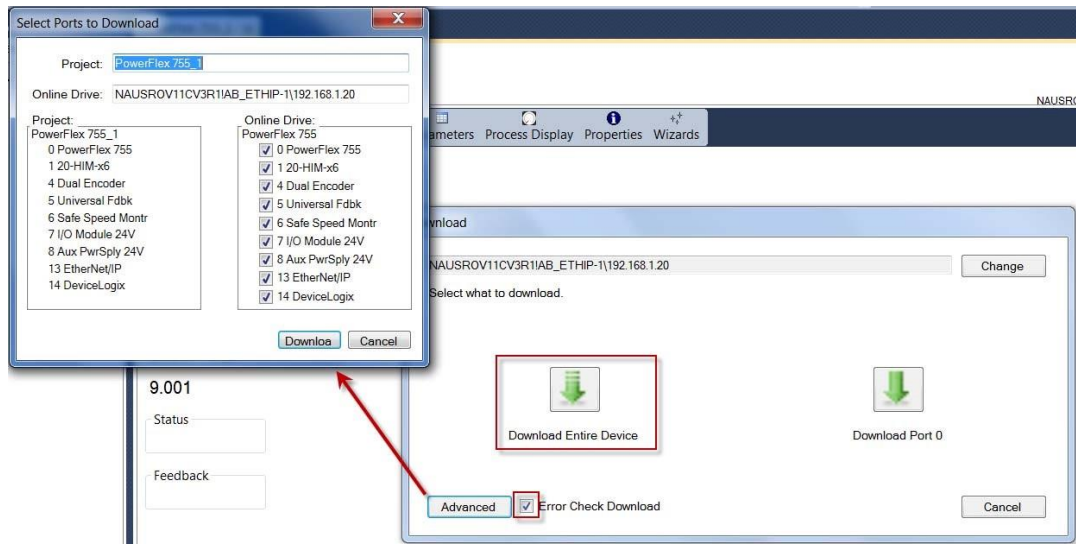 Select Ports to Download
Project: PowerFlex 755_1
Online Drive: NAUSROV11CV3R1!AB_ETHIP-1\192.168.1.20
Project:
PowerFlex 755_1
0 PowerFlex 755
1 20-HIM-x6
4 Dual Encoder
5 Universal Fdbk
6 Safe Speed Montr
7 I/O Module 24V
8 Aux PwrSply 24V
13 EtherNet/IP
14 DeviceLogix
Online Drive:
PowerFlex 755
0 PowerFlex 755
1 20-HIM-x6
4 Dual Encoder
5 Universal Fdbk
6 Safe Speed Montr
7 I/O Module 24V
8 Aux PwrSply 24V
13 EtherNet/IP
14 DeviceLogix
Downloa Cancel
NAUSRO
ameters Process Display Properties Wizards
wnload
NAUSROV11CV3R1!AB_ETHIP-1\192.168.1.20 Change
Select what to download.
Download Entire Device Download Port 0
Advanced Error Check Download Cancel
9.001
Status
Feedback